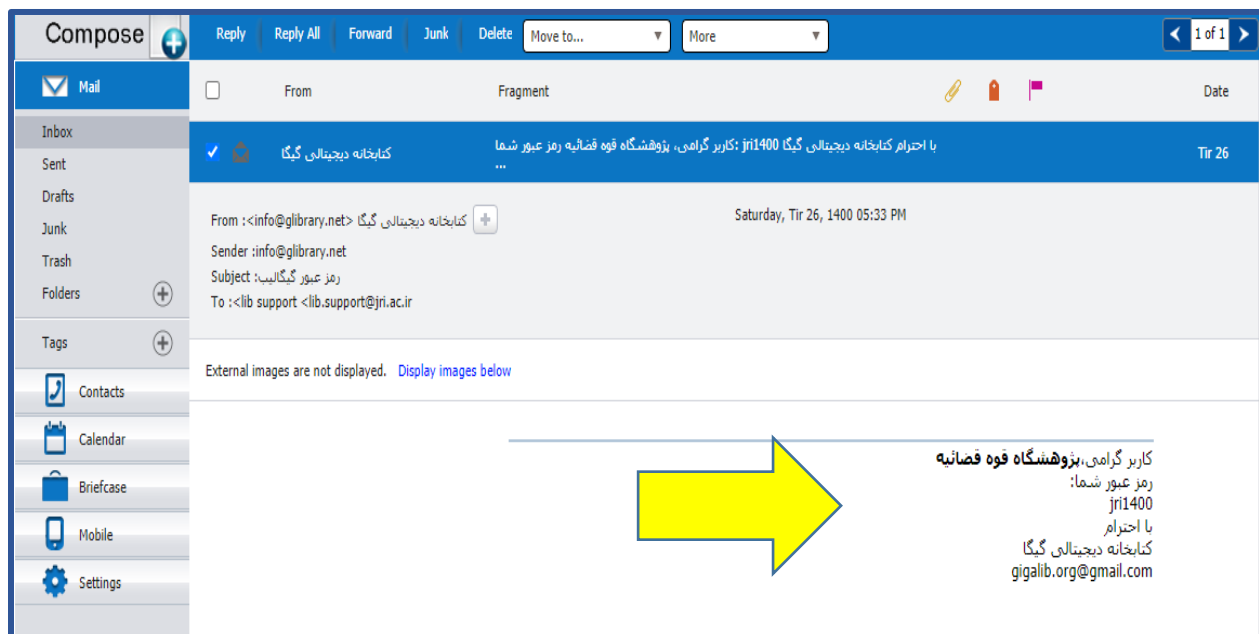 Compose
Reply Reply All Forward Junk Delete Move to... More 1 of 1
Mail
From Fragment Date
Inbox
کتابخانه دیجیتالی گیگا
با احترام کتابخانه دیجیتالی گیگا jri1400 :کاربر گرامی، پژوهشگاه قوه قضائیه رمز عبور شما
...
Tir 26
Sent
Drafts
Junk
Trash
Folders
Tags
Contacts
Calendar
Briefcase
Mobile
Settings
From :<info@glibrary.net> کتابخانه دیجیتالی گیگا
Saturday, Tir 26, 1400 05:33 PM
Sender :info@glibrary.net
Subject :رمز عبور گیگالیب
To :<lib support <lib.support@jri.ac.ir
External images are not displayed. Display images below
کاربر گرامی،پژوهشگاه قوه قضائیه
رمز عبور شما:
jri1400
با احترام
کتابخانه دیجیتالی گیگا
gigalib.org@gmail.com